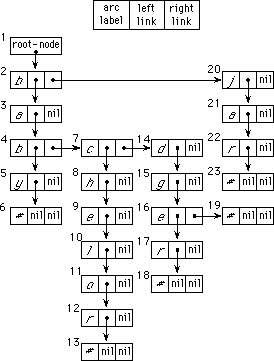 arc left right
label link link
1
root-node
2 b 20 j nil
3 a nil 21 a nil
4 b 7 c 14 d nil 22 r nil
5 y nil 8 h nil 15 g nil 23 # nil nil
6 # nil nil 9 e nil 16 e 19 # nil nil
10 l nil 17 r nil
11 o nil 18 # nil nil
12 r nil
13 # nil nil